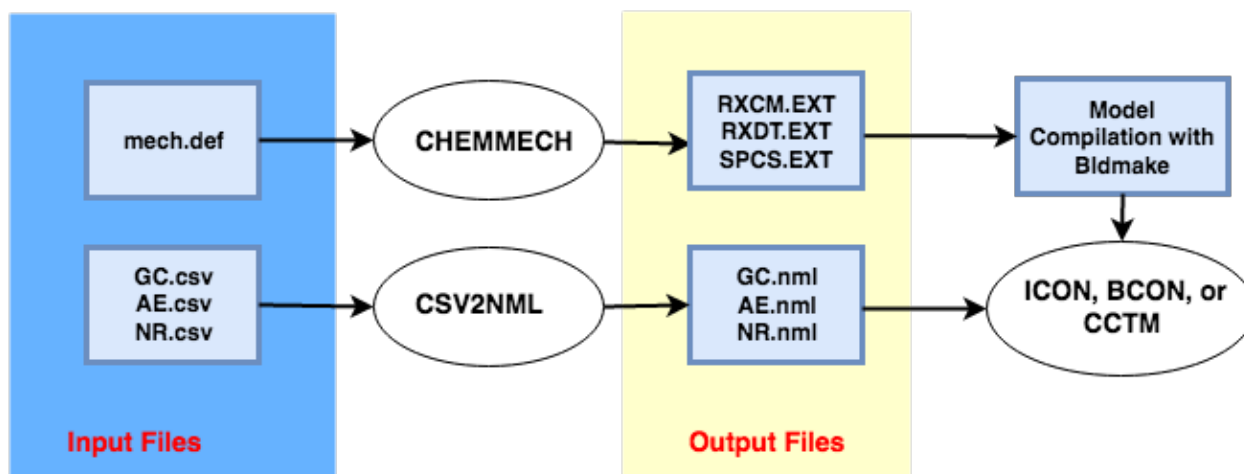 mech.def
CHEMMECH
RXCM.EXT
RXDT.EXT
SPCS.EXT
Model
Compilation with
Bldmake
GC.csv
AE.csv
NR.csv
CSV2NML
GC.nml
AE.nml
NR.nml
ICON, BCON, or
CCTM
Input Files
Output Files